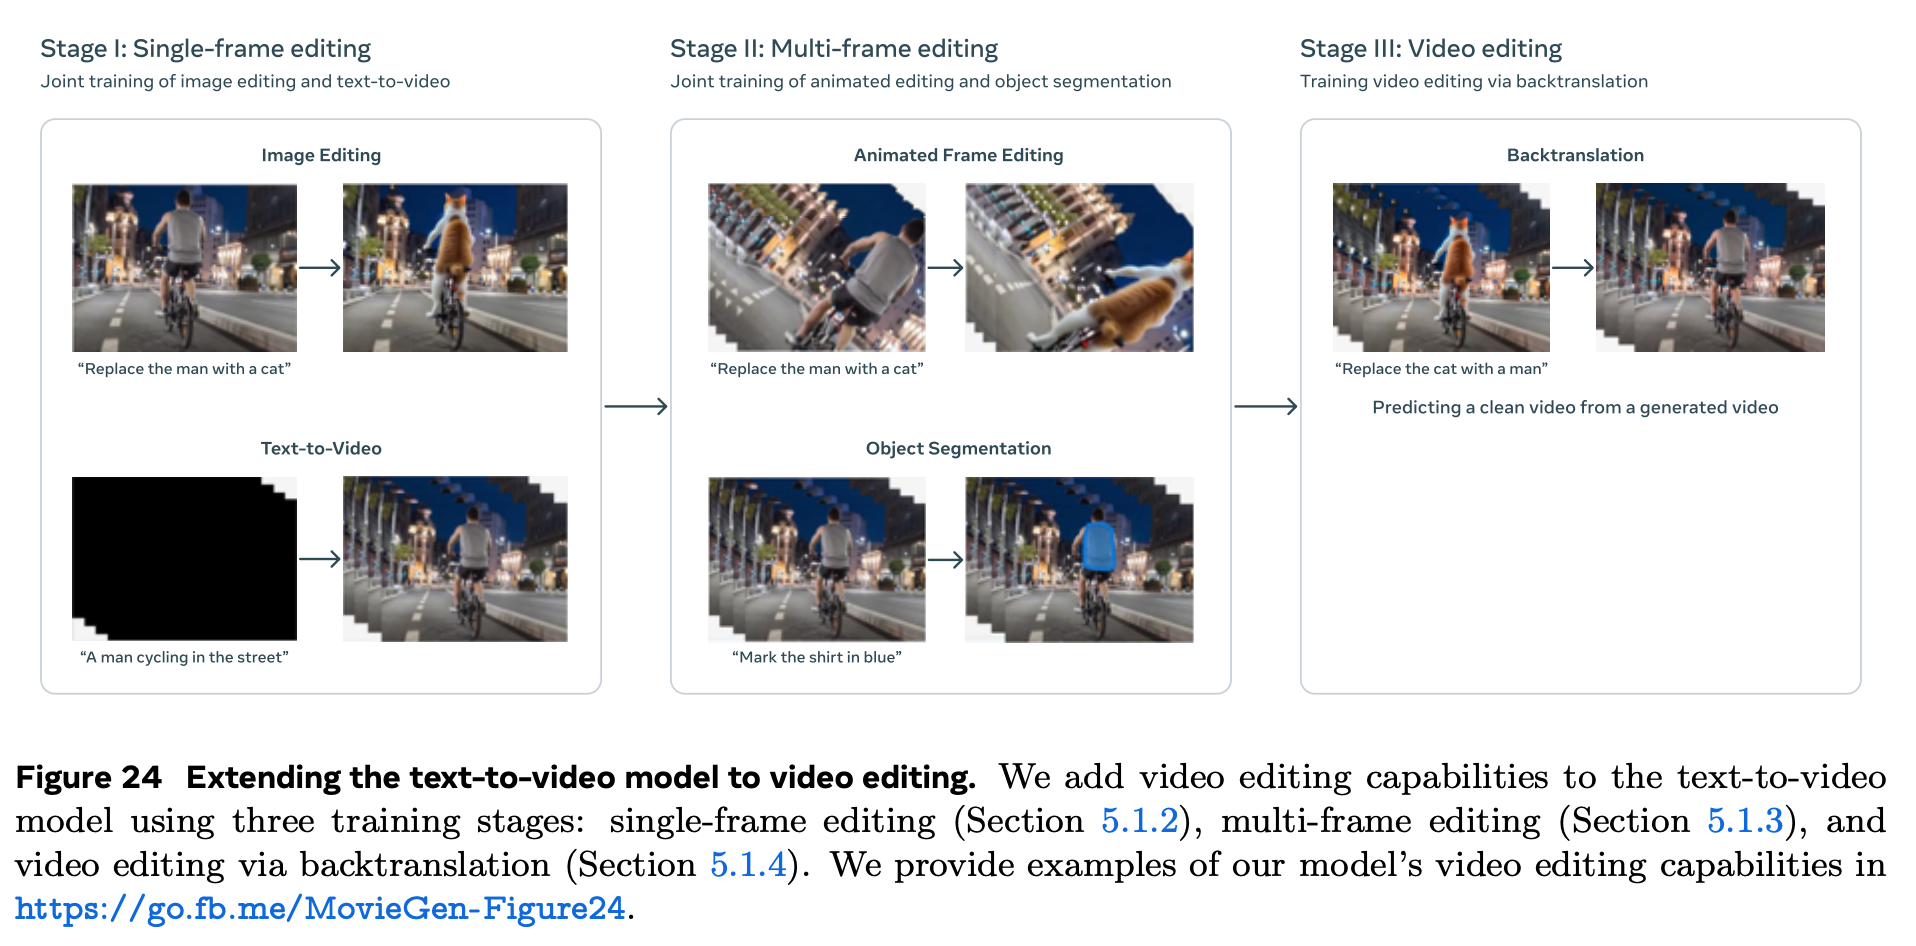 Stage I: Single-frame editing
Joint training of image editing and text-to-video
Image Editing
“Replace the man with a cat”
Text-to-Video
“A man cycling in the street”
Stage II: Multi-frame editing
Joint training of animated editing and object segmentation
Animated Frame Editing
“Replace the man with a cat”
Object Segmentation
“Mark the shirt in blue”
Stage III: Video editing
Training video editing via backtranslation
Backtranslation
“Replace the cat with a man”
Predicting a clean video from a generated video
Figure 24 Extending the text-to-video model to video editing. We add video editing capabilities to the text-to-video
model using three training stages: single-frame editing (Section 5.1.2), multi-frame editing (Section 5.1.3), and
video editing via backtranslation (Section 5.1.4). We provide examples of our model’s video editing capabilities in
https://go.fb.me/MovieGen-Figure24.